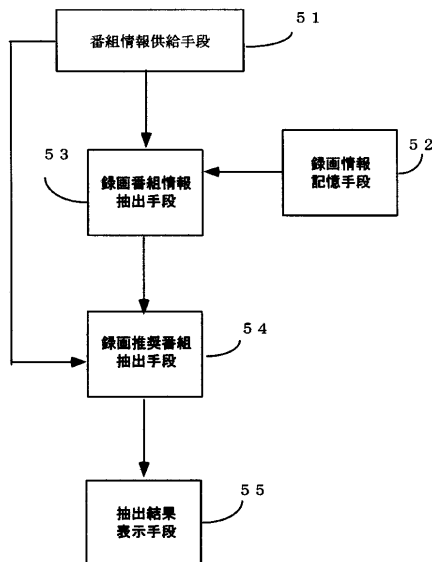 番組情報供給手段
５１
５３
録画番組情報
抽出手段
録画情報
記憶手段
５２
録画推奨番組
抽出手段
５４
抽出結果
表示手段
５５